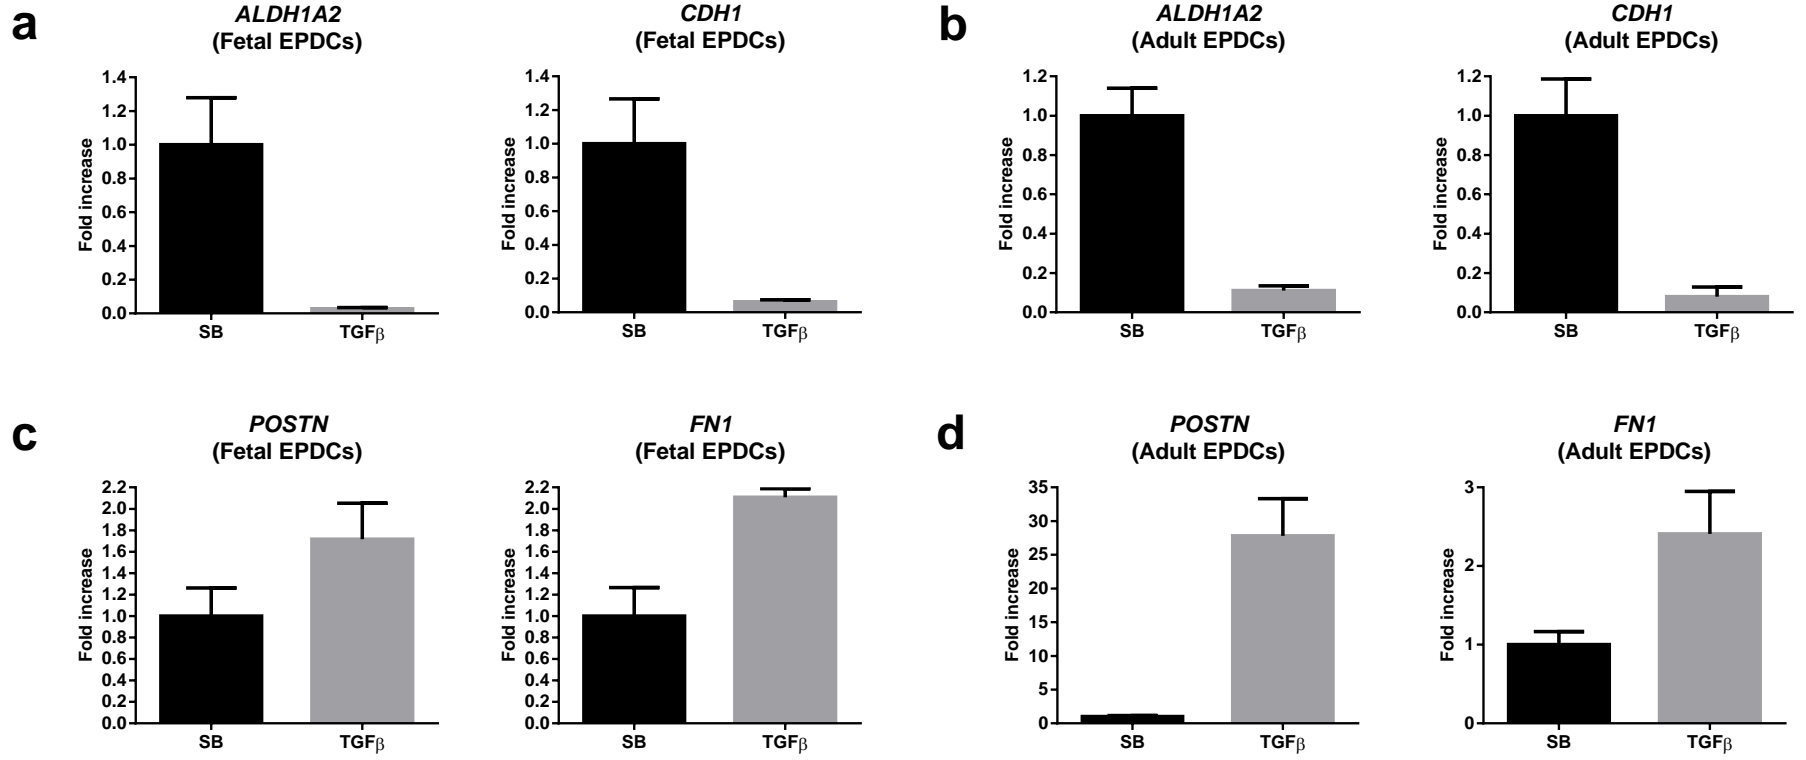 a
ALDH1A2
(Fetal EPDCs)
Fold increase
1.4
1.2
1.0
0.8
0.6
0.4
0.2
0.0
SB
TGFβ
CDH1
(Fetal EPDCs)
Fold increase
1.4
1.2
1.0
0.8
0.6
0.4
0.2
0.0
SB
TGFβ
b
ALDH1A2
(Adult EPDCs)
Fold increase
1.2
1.0
0.8
0.6
0.4
0.2
0.0
SB
TGFβ
CDH1
(Adult EPDCs)
Fold increase
1.2
1.0
0.8
0.6
0.4
0.2
0.0
SB
TGFβ
c
POSTN
(Fetal EPDCs)
Fold increase
2.2
2.0
1.8
1.6
1.4
1.2
1.0
0.8
0.6
0.4
0.2
0.0
SB
TGFβ
FN1
(Fetal EPDCs)
Fold increase
2.2
2.0
1.8
1.6
1.4
1.2
1.0
0.8
0.6
0.4
0.2
0.0
SB
TGFβ
d
POSTN
(Adult EPDCs)
Fold increase
35
30
25
20
15
10
5
0
SB
TGFβ
FN1
(Adult EPDCs)
Fold increase
3
2
1
0
SB
TGFβ